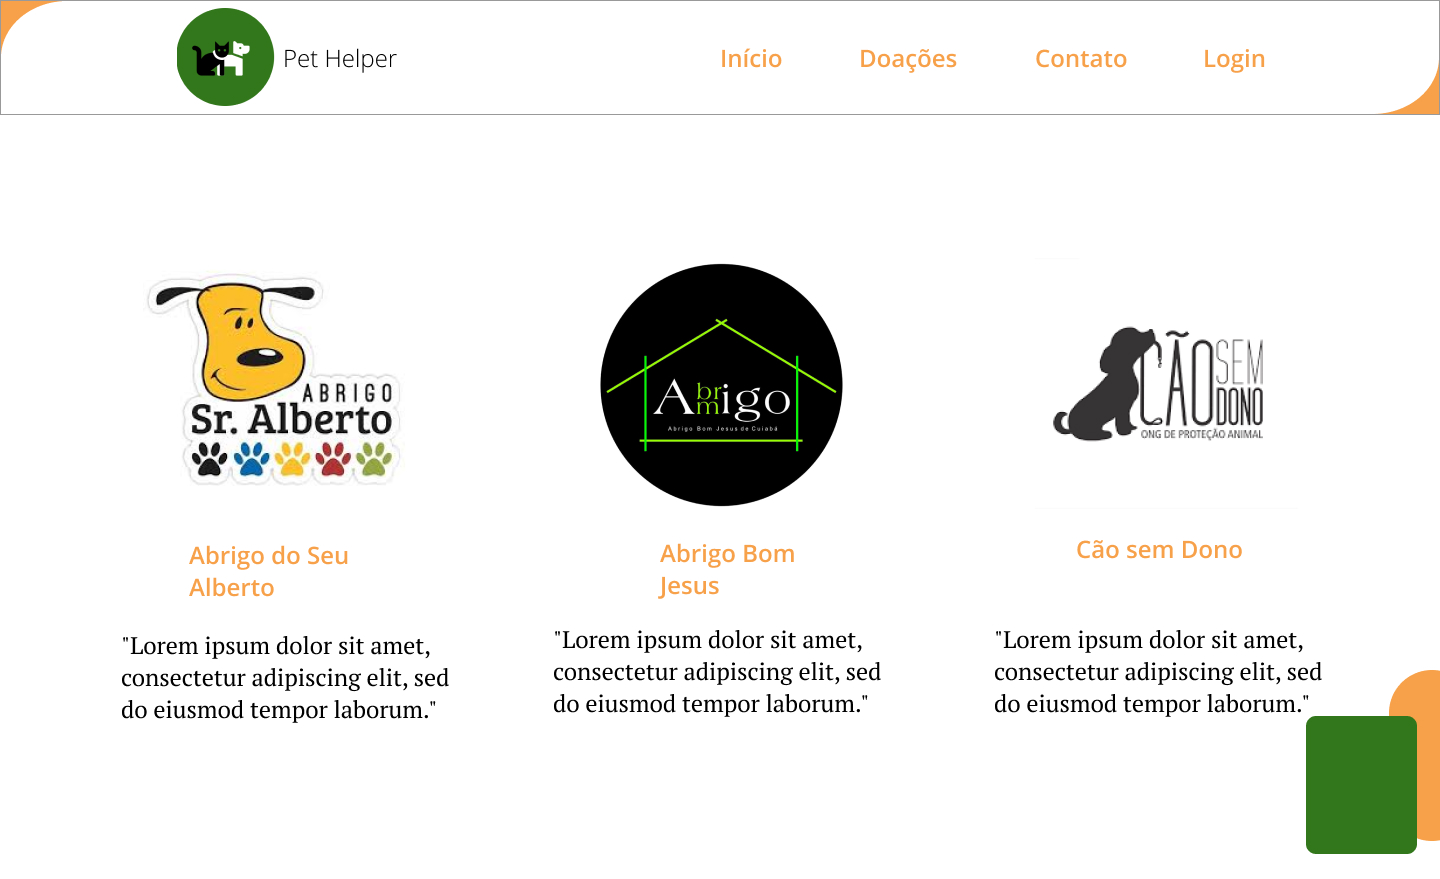 Pet Helper
Início
Doações
Contato
Login
ABRIGO
Sr. Alberto
Abrmigo
Abrigo Bom Jesus de Cuiabá
CÃO SEM
DONO
ONG DE PROTEÇÃO ANIMAL
Abrigo do Seu
Alberto
"Lorem ipsum dolor sit amet,
consectetur adipiscing elit, sed
do eiusmod tempor laborum."
Abrigo Bom
Jesus
"Lorem ipsum dolor sit amet,
consectetur adipiscing elit, sed
do eiusmod tempor laborum."
Cão sem Dono
"Lorem ipsum dolor sit amet,
consectetur adipiscing elit, sed
do eiusmod tempor laborum."